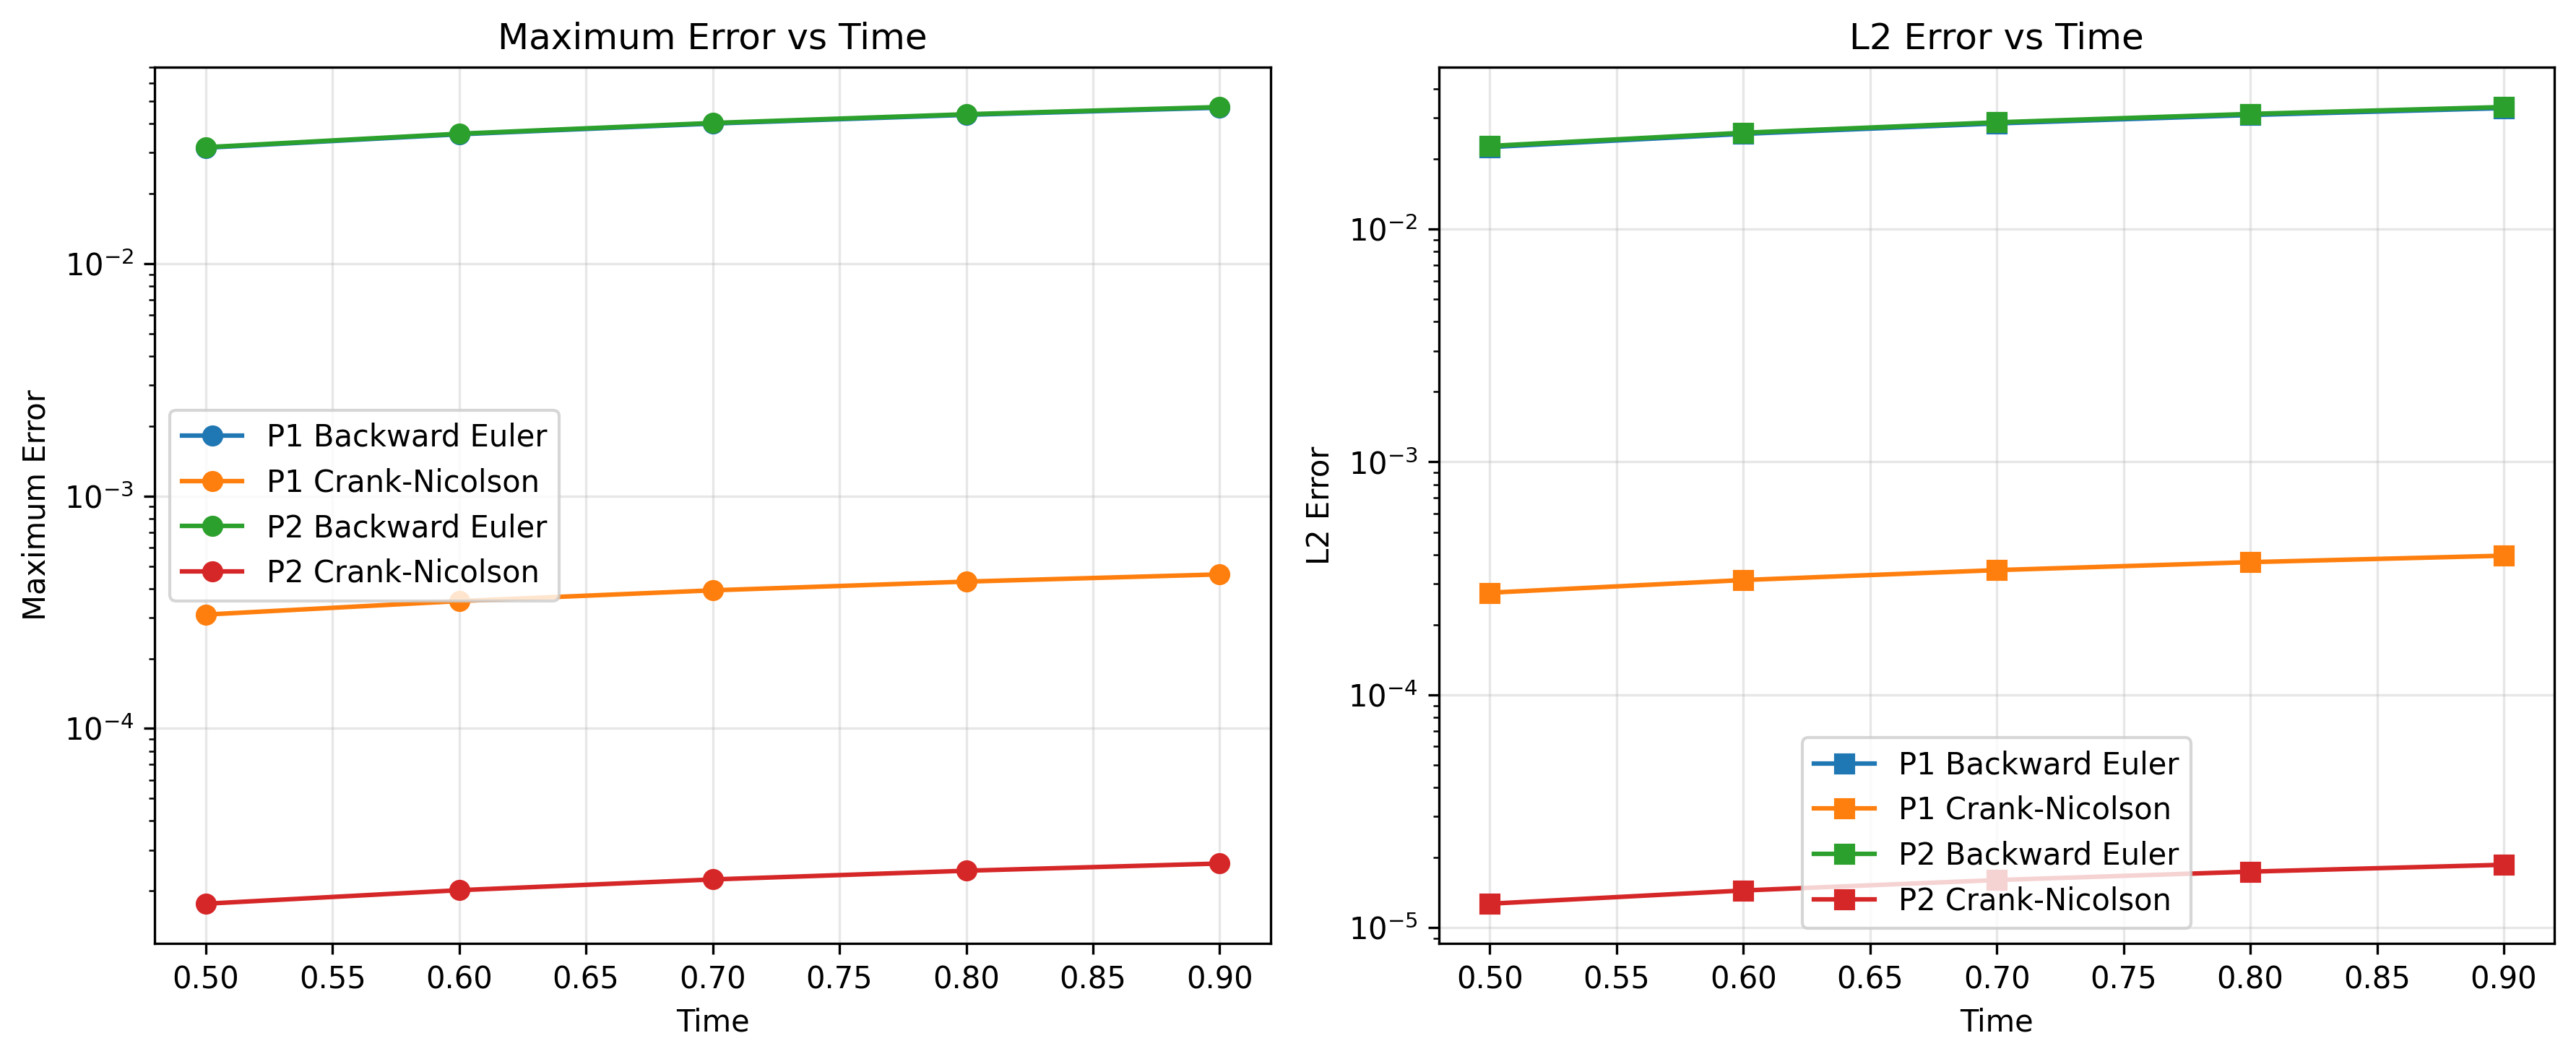 Maximum Error vs Time
Maximum Error
10⁻²
10⁻³
10⁻⁴
P1 Backward Euler
P1 Crank-Nicolson
P2 Backward Euler
P2 Crank-Nicolson
0.50 0.55 0.60 0.65 0.70 0.75 0.80 0.85 0.90
Time
L2 Error vs Time
L2 Error
10⁻²
10⁻³
10⁻⁴
10⁻⁵
P1 Backward Euler
P1 Crank-Nicolson
P2 Backward Euler
P2 Crank-Nicolson
0.50 0.55 0.60 0.65 0.70 0.75 0.80 0.85 0.90
Time